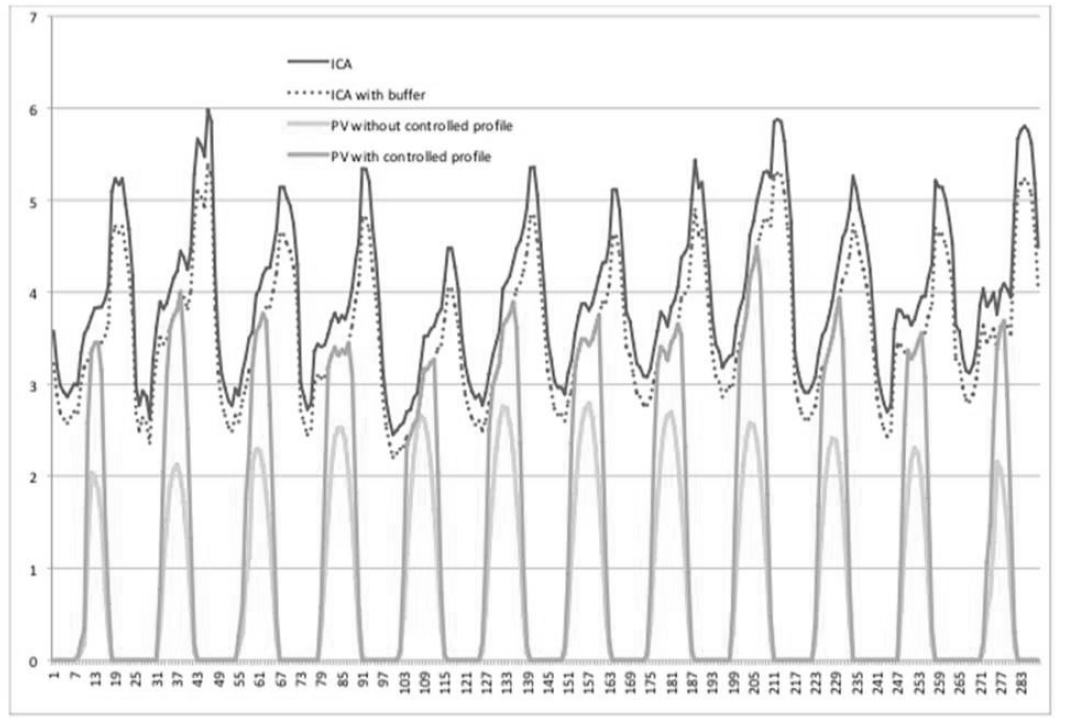 7
ICA
ICA with buffer
6
PV without controlled profile
PV with controlled profile
5
4
3
2
1
0
1 7 13 19 25 31 37 43 49 55 61 67 73 79 85 91 97 103 109 115 121 127 133 139 145 151 157 163 169 175 181 187 193 199 205 211 217 223 229 235 241 247 253 259 265 271 277 283